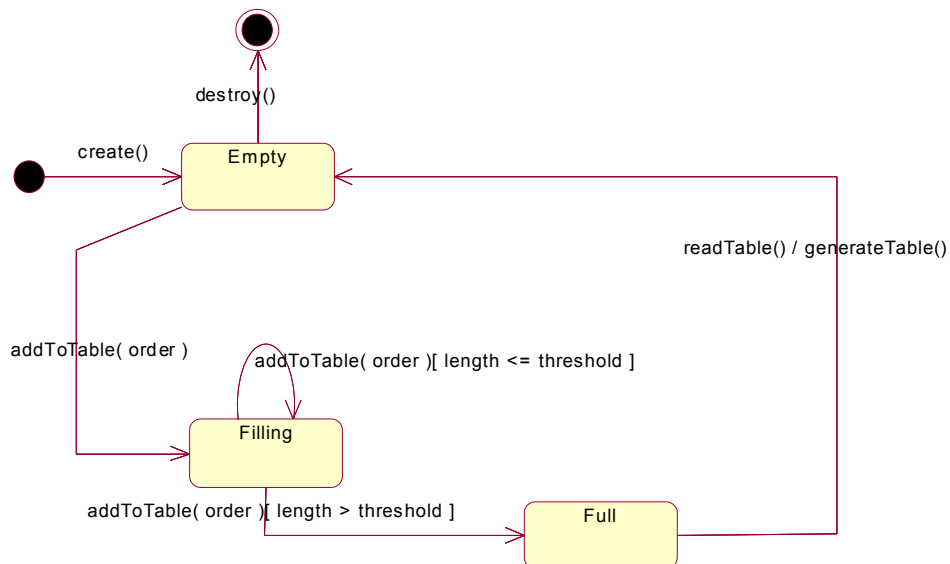 destroy()
create()
Empty
readTable() / generateTable()
addToTable( order )
addToTable( order )[ length <= threshold ]
Filling
addToTable( order )[ length > threshold ]
Full